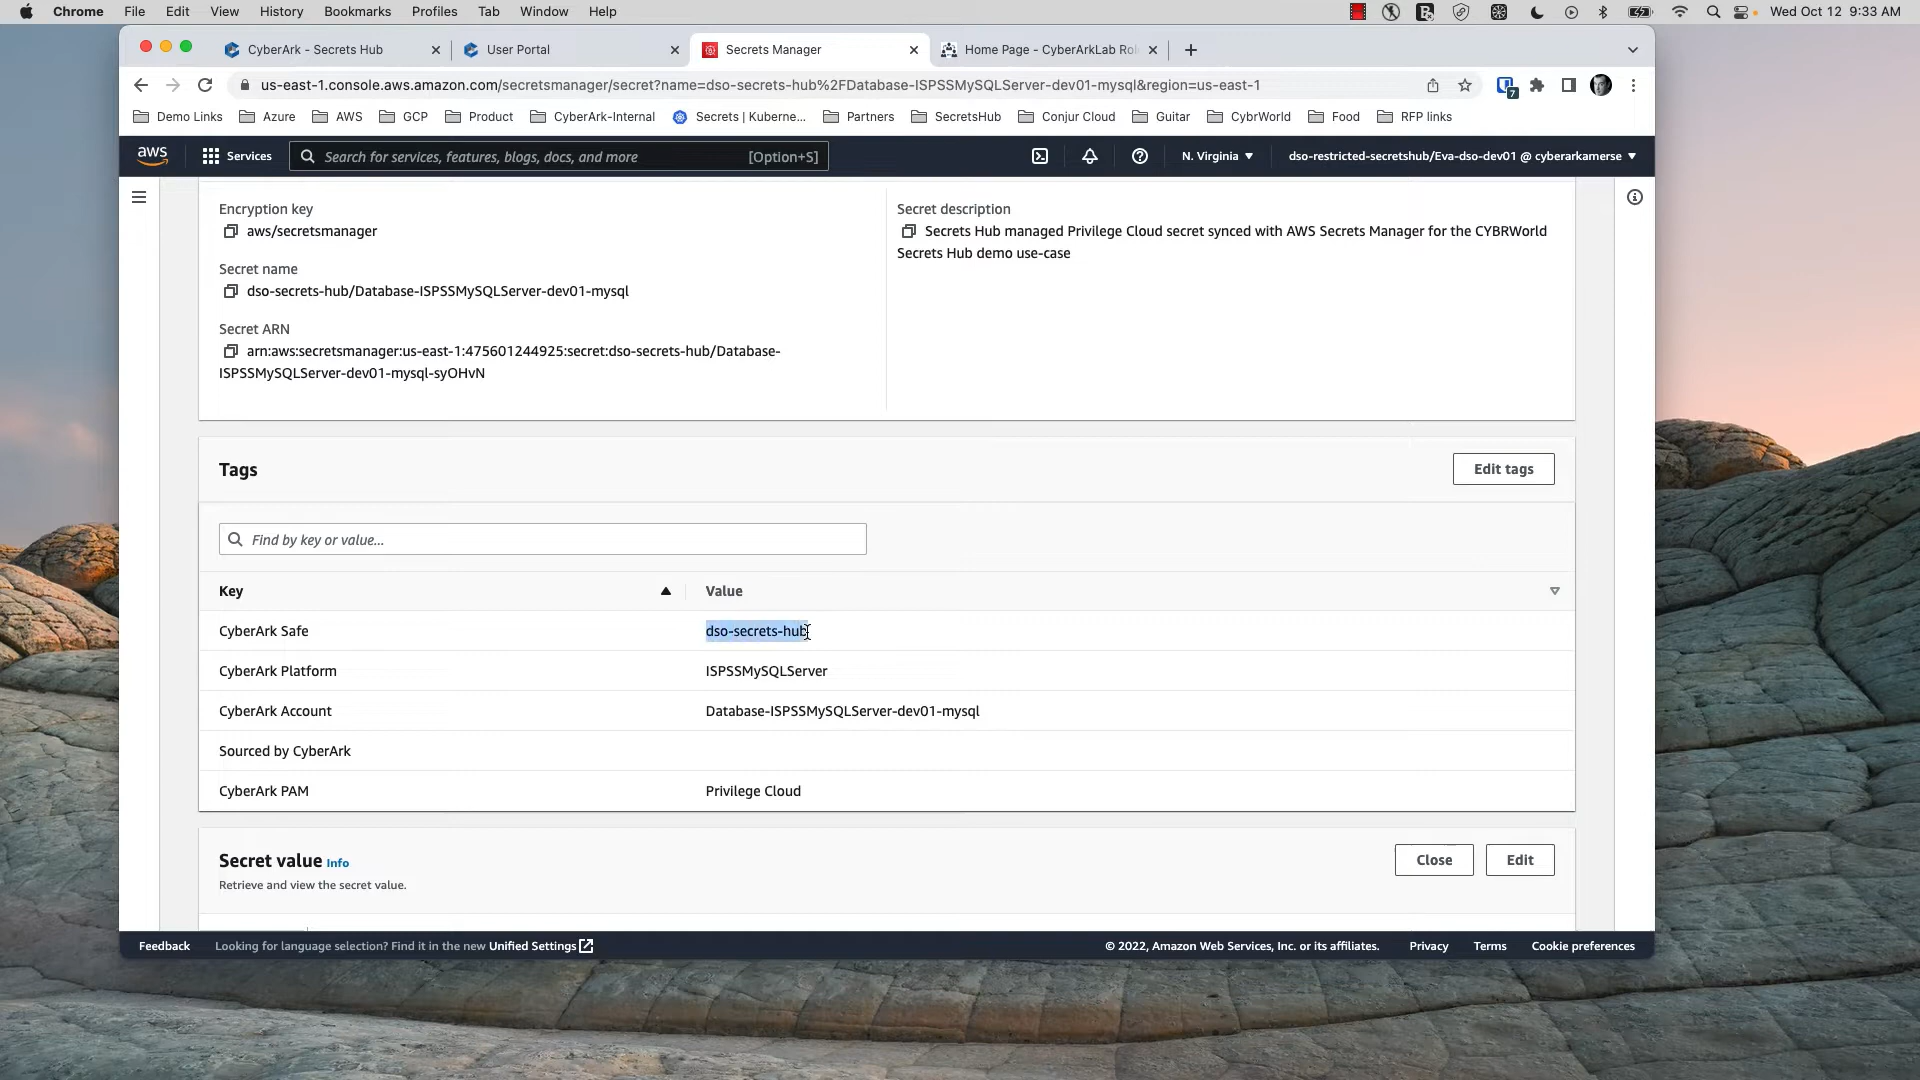 Chrome File Edit View History Bookmarks Profiles Tab Window Help Wed Oct 12 9:33 AM
CyberArk - Secrets Hub User Portal Secrets Manager Home Page - CyberArkLab Rol
us-east-1.console.aws.amazon.com/secretsmanager/secret?name=dso-secrets-hub%2FDatabase-ISPSSMySQLServer-dev01-mysql&region=us-east-1 7
Demo Links Azure AWS GCP Product CyberArk-Internal Secrets | Kuberne... Partners SecretsHub Conjur Cloud Guitar CybrWorld Food RFP links
aws Services Search for services, features, blogs, docs, and more [Option+S] N. Virginia dso-restricted-secretshub/Eva-dso-dev01 @ cyberarkamerse
Encryption key
aws/secretsmanager
Secret name
dso-secrets-hub/Database-ISPSSMySQLServer-dev01-mysql
Secret ARN
arn:aws:secretsmanager:us-east-1:475601244925:secret:dso-secrets-hub/Database-
ISPSSMySQLServer-dev01-mysql-syOHvN
Secret description
Secrets Hub managed Privilege Cloud secret synced with AWS Secrets Manager for the CYBRWorld
Secrets Hub demo use-case
Tags Edit tags
Find by key or value...
Key Value
CyberArk Safe dso-secrets-hub
CyberArk Platform ISPSSMySQLServer
CyberArk Account Database-ISPSSMySQLServer-dev01-mysql
Sourced by CyberArk
CyberArk PAM Privilege Cloud
Secret value Info Close Edit
Retrieve and view the secret value.
Feedback Looking for language selection? Find it in the new Unified Settings © 2022, Amazon Web Services, Inc. or its affiliates. Privacy Terms Cookie preferences